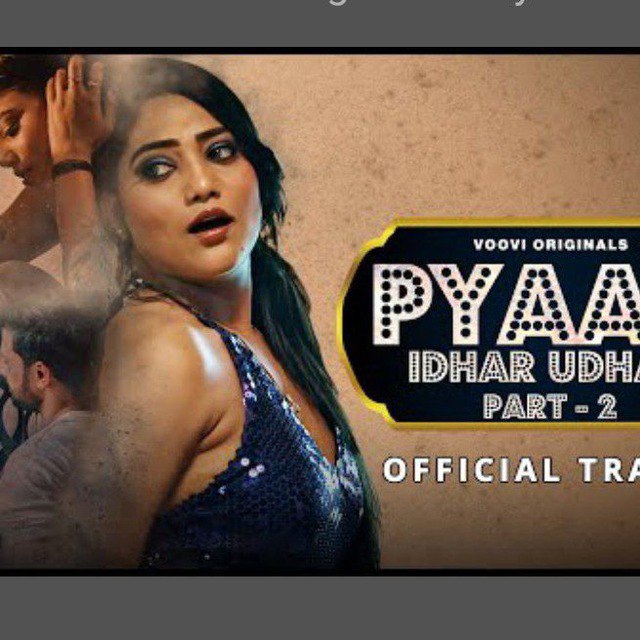 VOOVI ORIGINALS
PYAA
IDHAR UDHA
PART - 2
OFFICIAL TRA